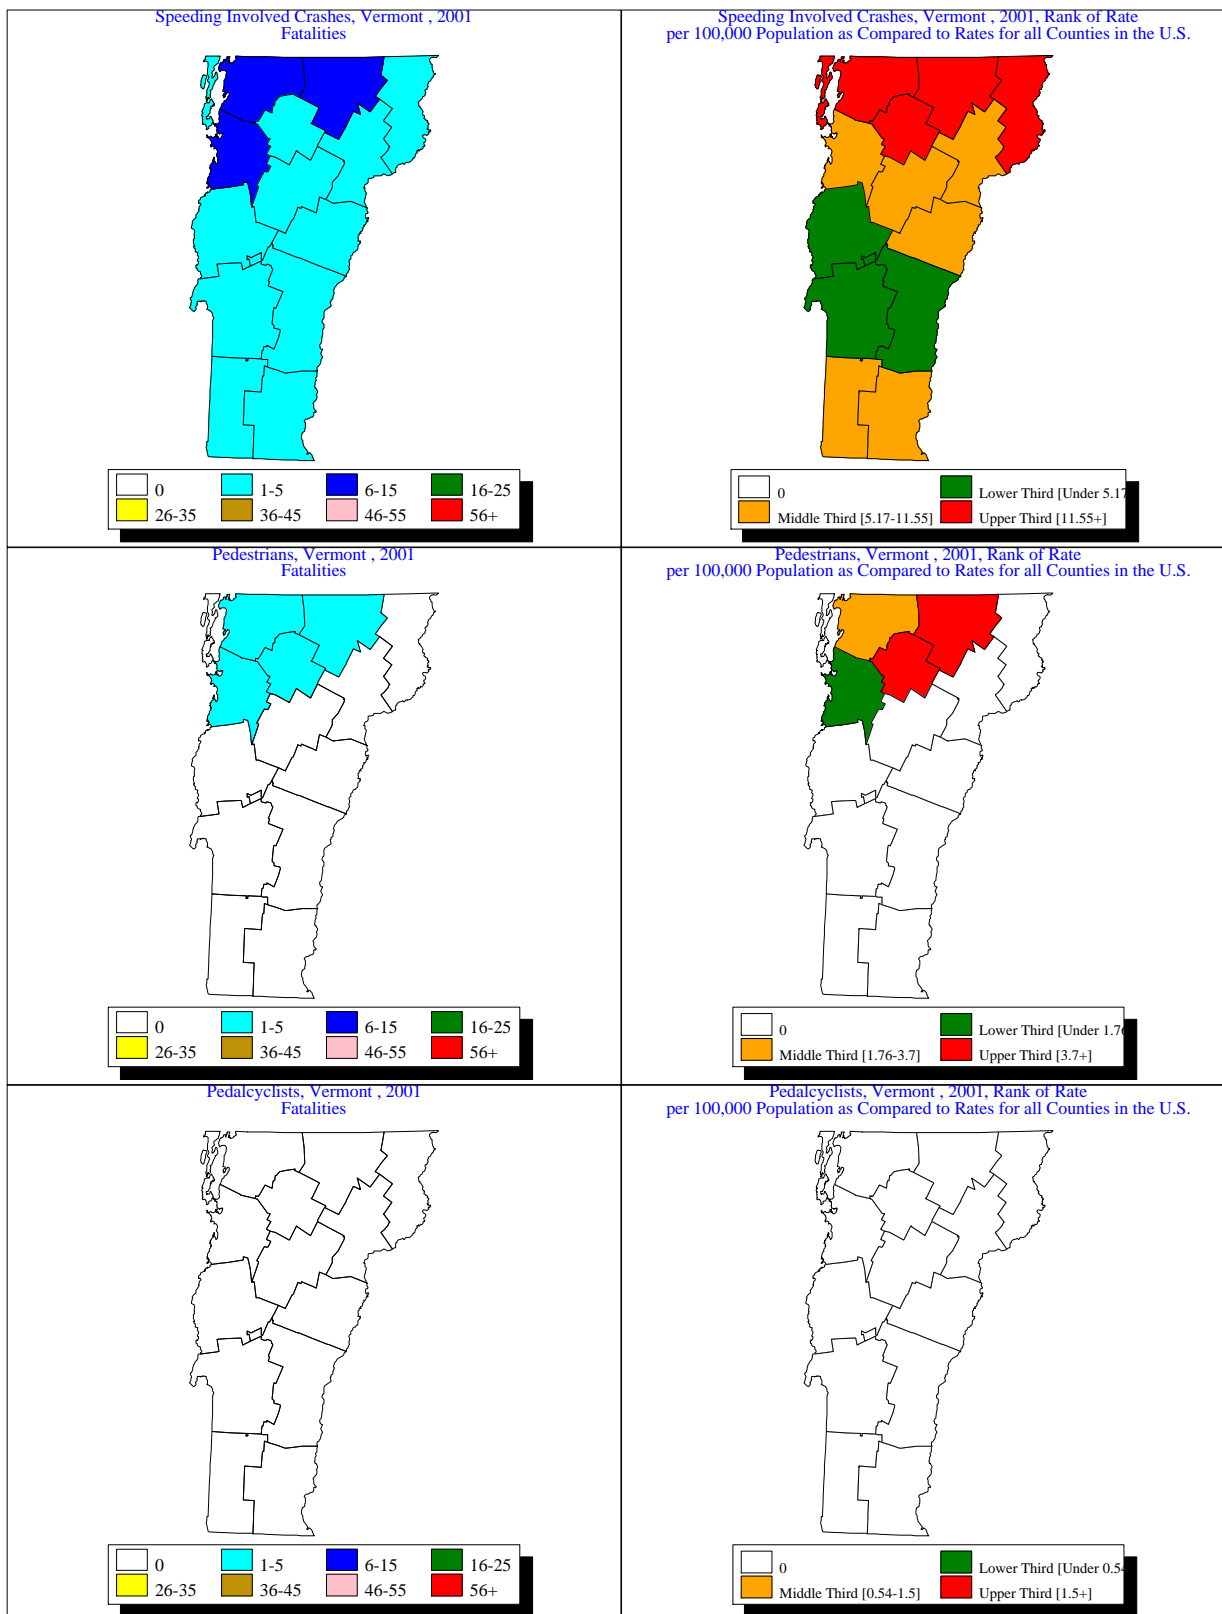 Speeding Involved Crashes, Vermont , 2001
Fatalities
0
1-5
6-15
16-25
26-35
36-45
46-55
56+
Speeding Involved Crashes, Vermont , 2001, Rank of Rate
per 100,000 Population as Compared to Rates for all Counties in the U.S.
0
Lower Third [Under 5.17
Middle Third [5.17-11.55]
Upper Third [11.55+]
Pedestrians, Vermont , 2001
Fatalities
0
1-5
6-15
16-25
26-35
36-45
46-55
56+
Pedestrians, Vermont , 2001, Rank of Rate
per 100,000 Population as Compared to Rates for all Counties in the U.S.
0
Lower Third [Under 1.76
Middle Third [1.76-3.7]
Upper Third [3.7+]
Pedalcyclists, Vermont , 2001
Fatalities
0
1-5
6-15
16-25
26-35
36-45
46-55
56+
Pedalcyclists, Vermont , 2001, Rank of Rate
per 100,000 Population as Compared to Rates for all Counties in the U.S.
0
Lower Third [Under 0.54
Middle Third [0.54-1.5]
Upper Third [1.5+]